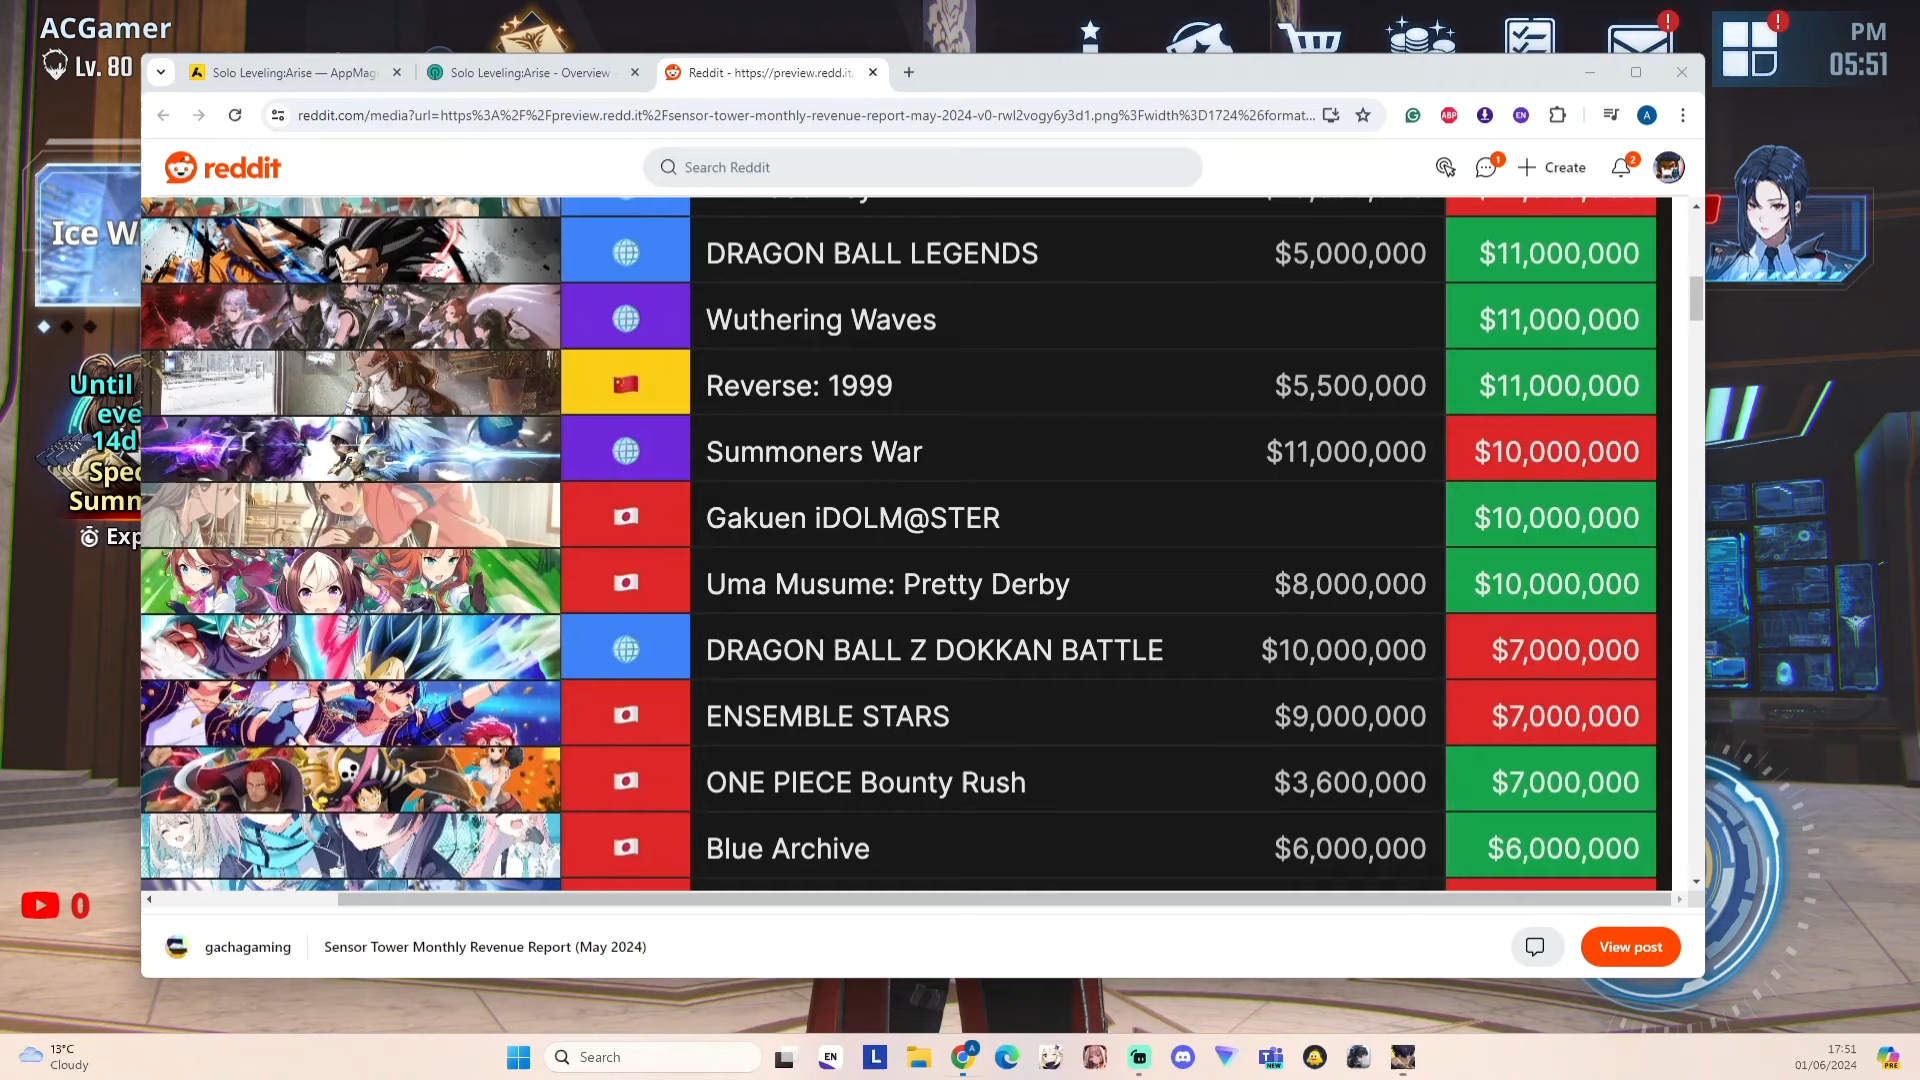 ACGamer
Lv. 80
PM
05:51
Solo Leveling:Arise — AppMag
Solo Leveling:Arise - Overview
Reddit - https://preview.redd.it
reddit.com/media?url=https%3A%2F%2Fpreview.redd.it%2Fsensor-tower-monthly-revenue-report-may-2024-v0-rwl2vogy6y3d1.png%3Fwidth%3D1724%26format...
ABP
EN
A
reddit
Search Reddit
1
Create
2
Ice W
DRAGON BALL LEGENDS $5,000,000 $11,000,000
Wuthering Waves $11,000,000
Reverse: 1999 $5,500,000 $11,000,000
Summoners War $11,000,000 $10,000,000
Gakuen iDOLM@STER $10,000,000
Uma Musume: Pretty Derby $8,000,000 $10,000,000
DRAGON BALL Z DOKKAN BATTLE $10,000,000 $7,000,000
ENSEMBLE STARS $9,000,000 $7,000,000
ONE PIECE Bounty Rush $3,600,000 $7,000,000
Blue Archive $6,000,000 $6,000,000
Until
eve
14d
Spec
Summ
Exp
0
gachagaming
Sensor Tower Monthly Revenue Report (May 2024)
View post
13°C
Cloudy
Search
EN
L
A
NEW
17:51
01/06/2024
PRE